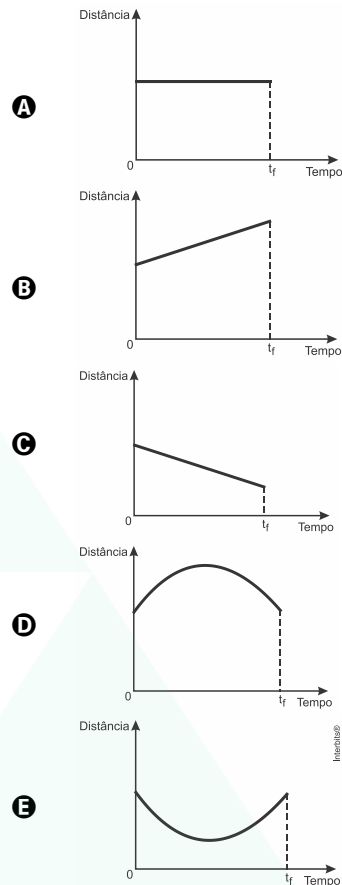 Distância
A
0
t_f Tempo
Distância
B
0
t_f Tempo
Distância
C
0
t_f Tempo
Distância
D
0
t_f Tempo
Distância
Interbits®
E
0
t_f Tempo